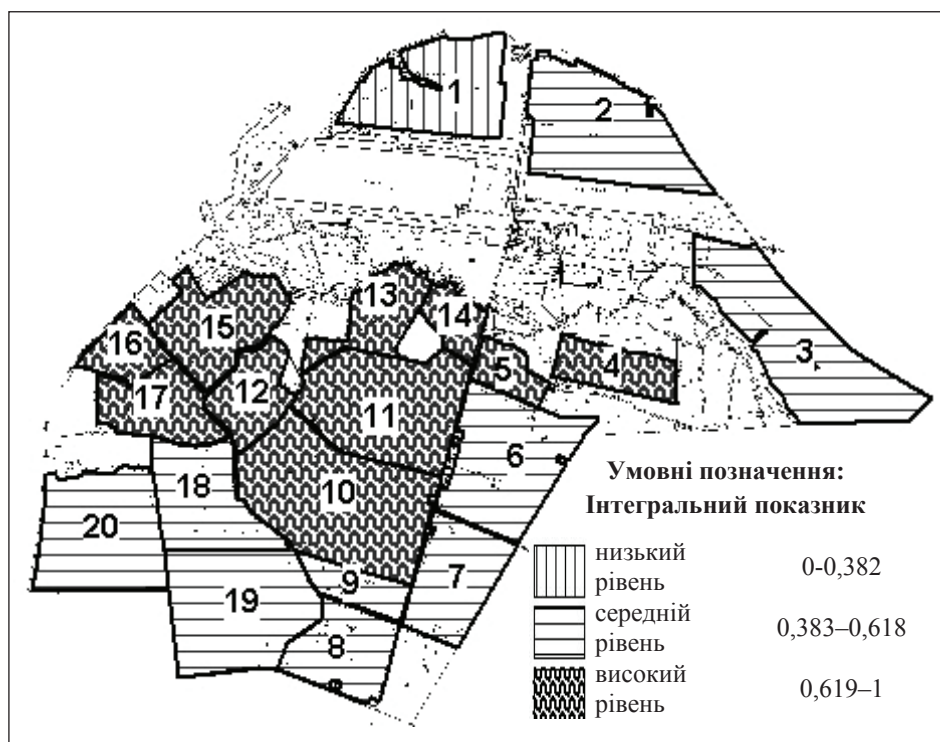 1
2
3
13
14
15
16
5
4
17
12
11
6
18
10
20
9
7
19
8
Умовні позначення:
Інтегральний показник
низький
рівень 0-0,382
середній
рівень 0,383–0,618
високий
рівень 0,619–1